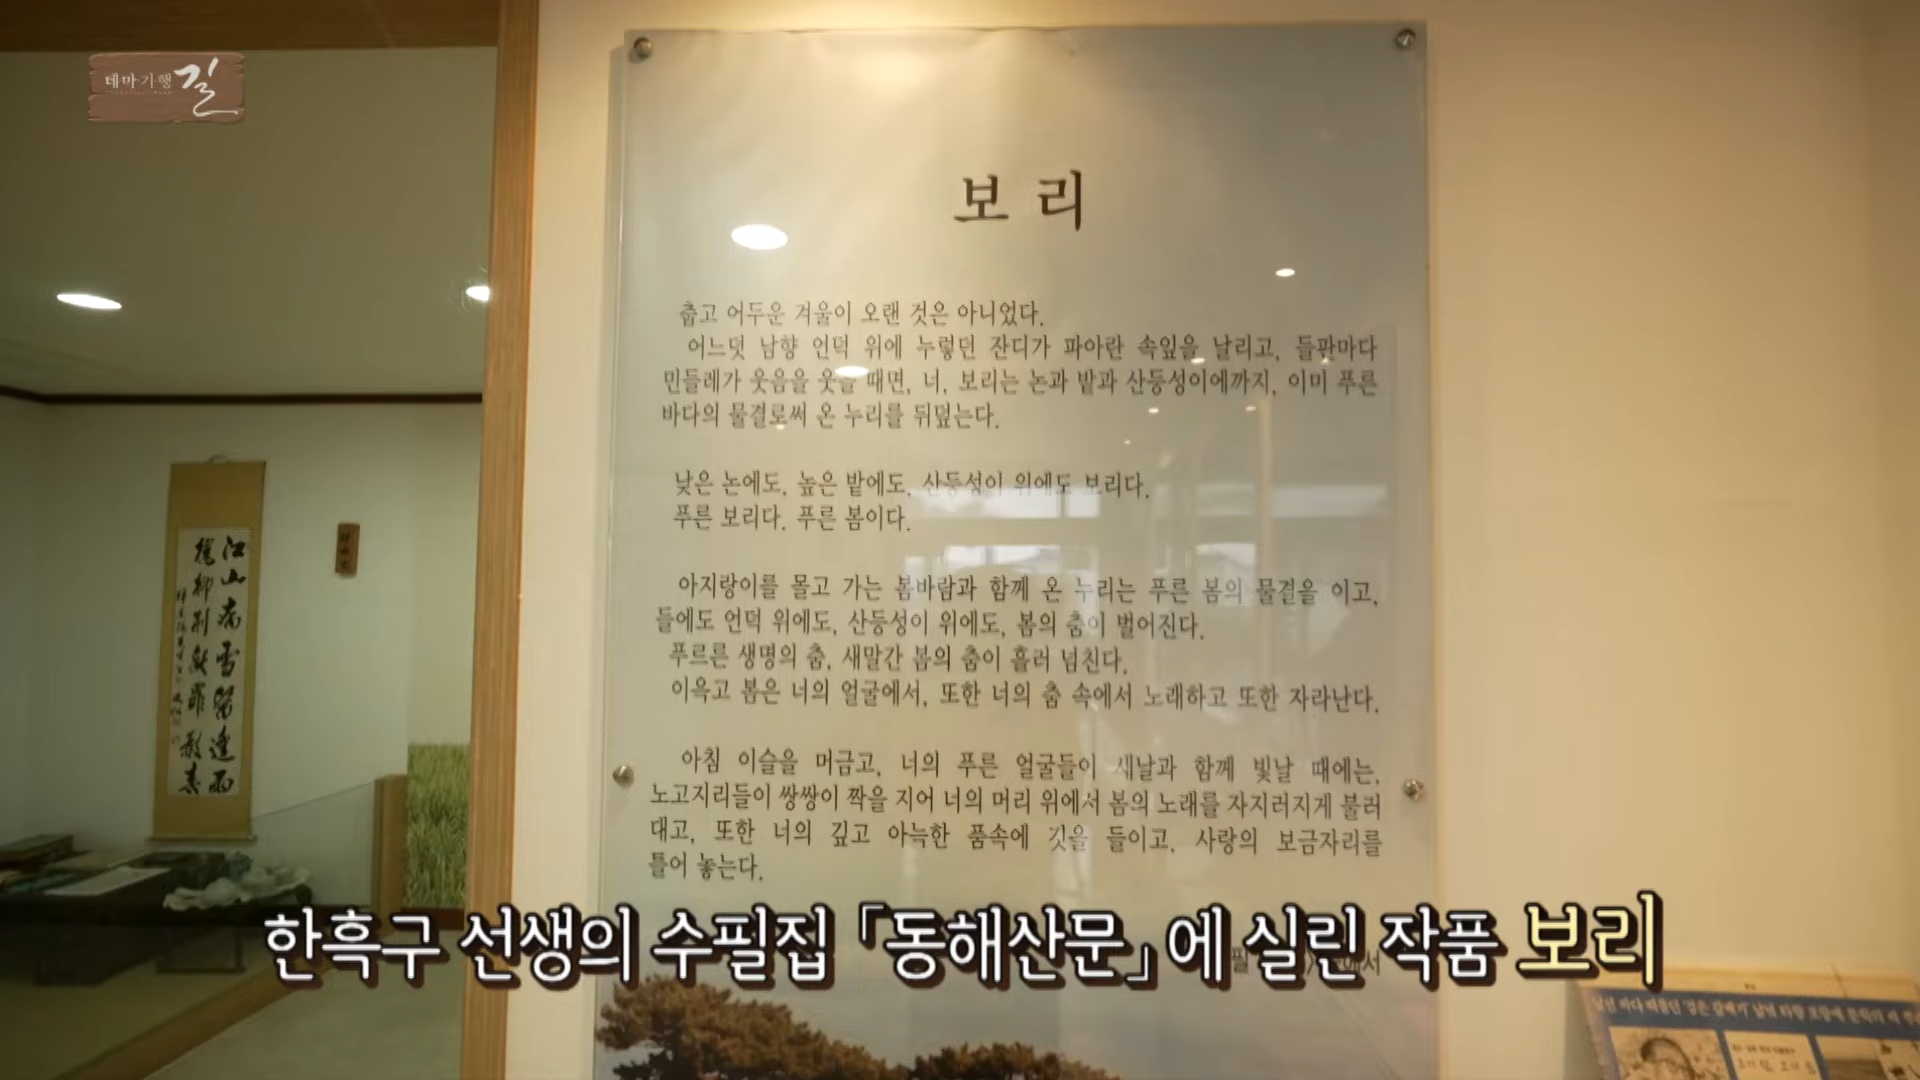 테마기행 길
보리
춥고 어두운 겨울이 오랜 것은 아니었다.
어느덧 남향 언덕 위에 누렇던 잔디가 파아란 속잎을 날리고, 들판마다
민들레가 웃음을 웃을 때면, 너, 보리는 논과 밭과 산등성이에까지, 이미 푸른
바다의 물결로써 온 누리를 뒤덮는다.
낮은 논에도, 높은 밭에도, 산등성이 위에도 보리다.
푸른 보리다. 푸른 봄이다.
아지랑이를 몰고 가는 봄바람과 함께 온 누리는 푸른 봄의 물결을 이고,
들에도 언덕 위에도, 산등성이 위에도, 봄의 춤이 벌어진다.
푸르른 생명의 춤, 새말간 봄의 춤이 흘러 넘친다.
이윽고 봄은 너의 얼굴에서, 또한 너의 춤 속에서 노래하고 또한 자라난다.
아침 이슬을 머금고, 너의 푸른 얼굴들이 새날과 함께 빛날 때에는,
노고지리들이 쌍쌍이 짝을 지어 너의 머리 위에서 봄의 노래를 자지러지게 불러
대고, 또한 너의 깊고 아늑한 품속에 깃을 들이고, 사랑의 보금자리를
틀어 놓는다.
한흑구 선생의 수필집 「동해산문」에 실린 작품 보리